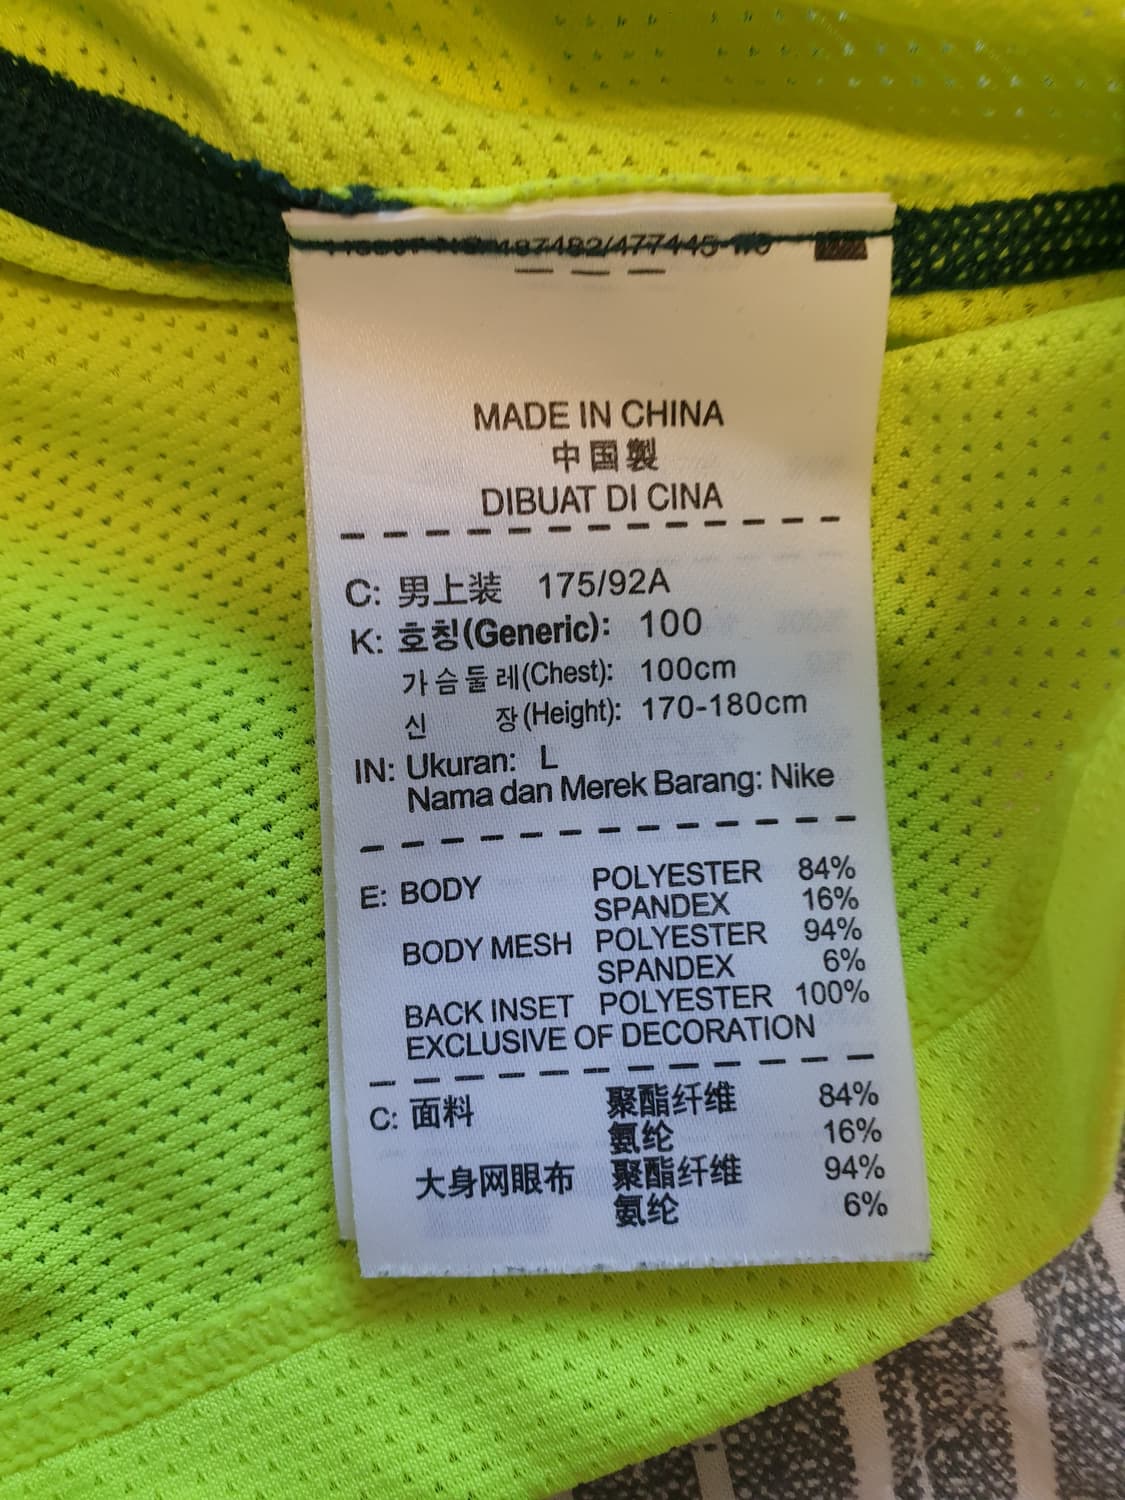 487482/477445
MADE IN CHINA
中国製
DIBUAT DI CINA
C: 男上装 175/92A
K: 호칭(Generic): 100
가슴둘레(Chest): 100cm
신 장(Height): 170-180cm
IN: Ukuran: L
Nama dan Merek Barang: Nike
E: BODY POLYESTER 84%
SPANDEX 16%
BODY MESH POLYESTER 94%
SPANDEX 6%
BACK INSET POLYESTER 100%
EXCLUSIVE OF DECORATION
C: 面料 聚酯纤维 84%
氨纶 16%
大身网眼布 聚酯纤维 94%
氨纶 6%